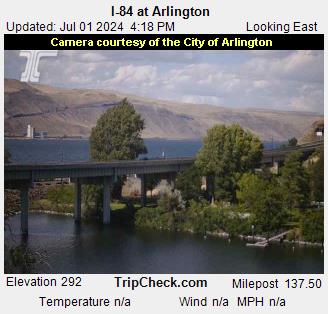 I-84 at Arlington
Updated: Jul 01 2024 4:18 PM Looking East
Camera courtesy of the City of Arlington
Elevation 292 TripCheck.com Milepost 137.50
Temperature n/a Wind n/a MPH n/a